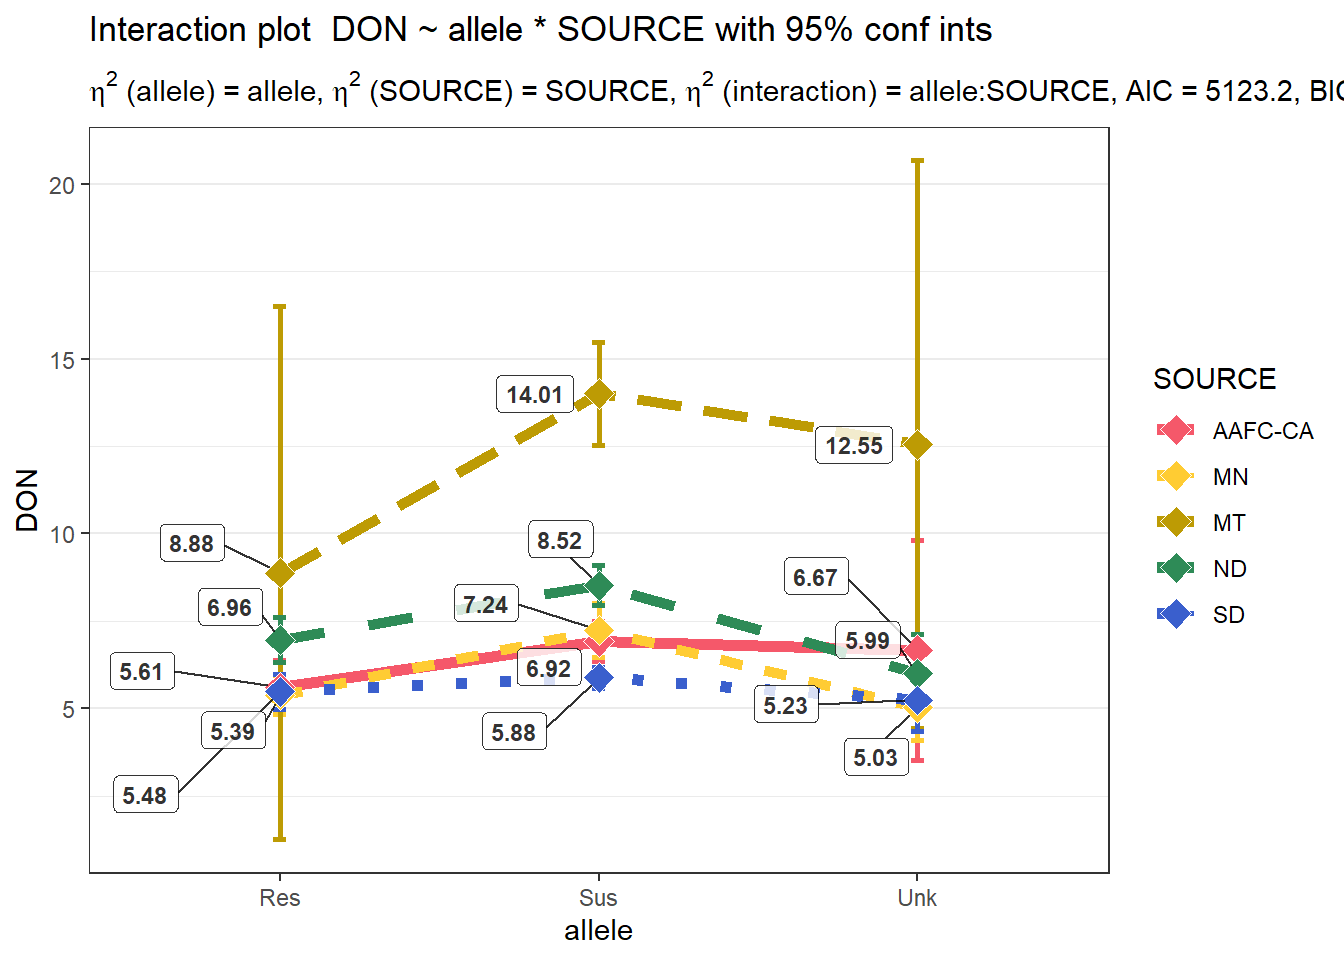 Interaction plot  DON ~ allele * SOURCE with 95% conf ints
η² (allele) = allele, η² (SOURCE) = SOURCE, η² (interaction) = allele:SOURCE, AIC = 5123.2, BIC
20
15
10
5
DON
14.01
12.55
8.88
8.52
6.67
6.96
7.24
5.99
5.61
6.92
5.23
5.39
5.88
5.03
5.48
Res
Sus
Unk
allele
SOURCE
AAFC-CA
MN
MT
ND
SD